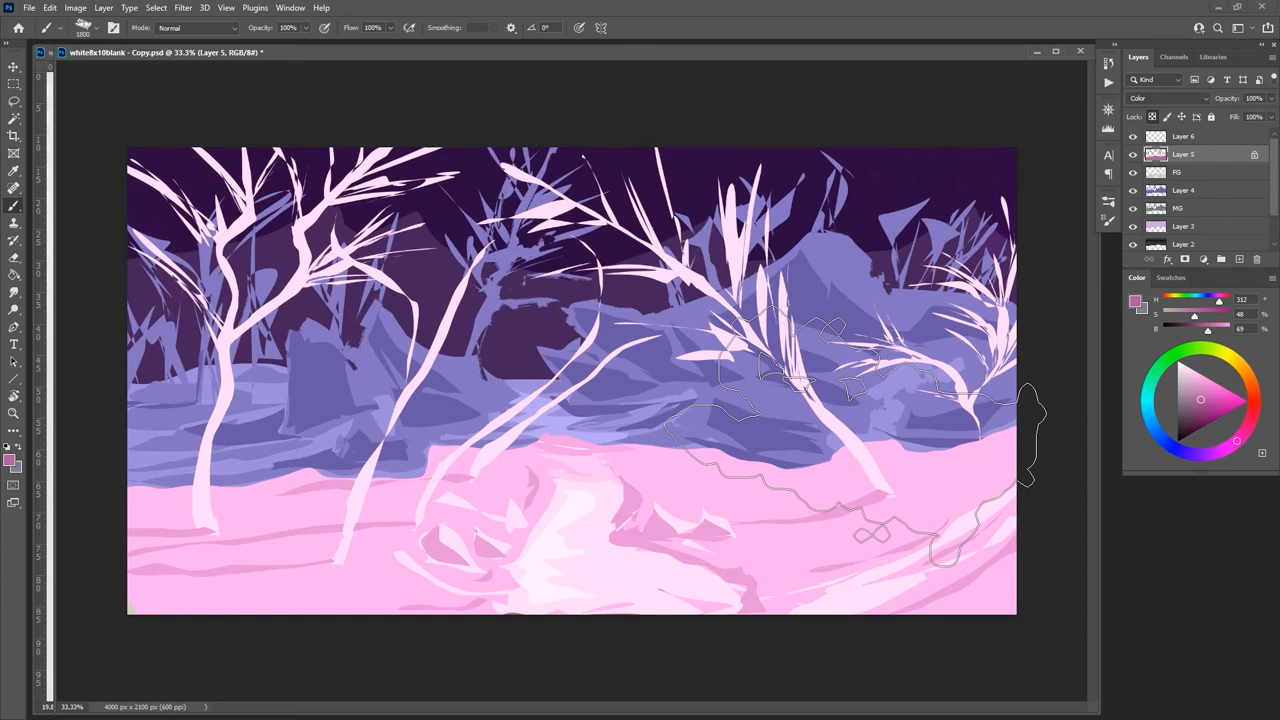 Ps File Edit Image Layer Type Select Filter 3D View Plugins Window Help
1800 Mode: Normal Opacity: 100% Flow: 100% Smoothing: 0°
white8x10blank - Copy.psd @ 33.3% (Layer 5, RGB/8#) *
Layers Channels Libraries
Kind
Color Opacity: 100%
Lock: Fill: 100%
Layer 6
Layer 5
FG
Layer 4
MG
Layer 3
Layer 2
Color Swatches
H 312 °
S 48 %
B 69 %
33.33% 4000 px x 2100 px (600 ppi)